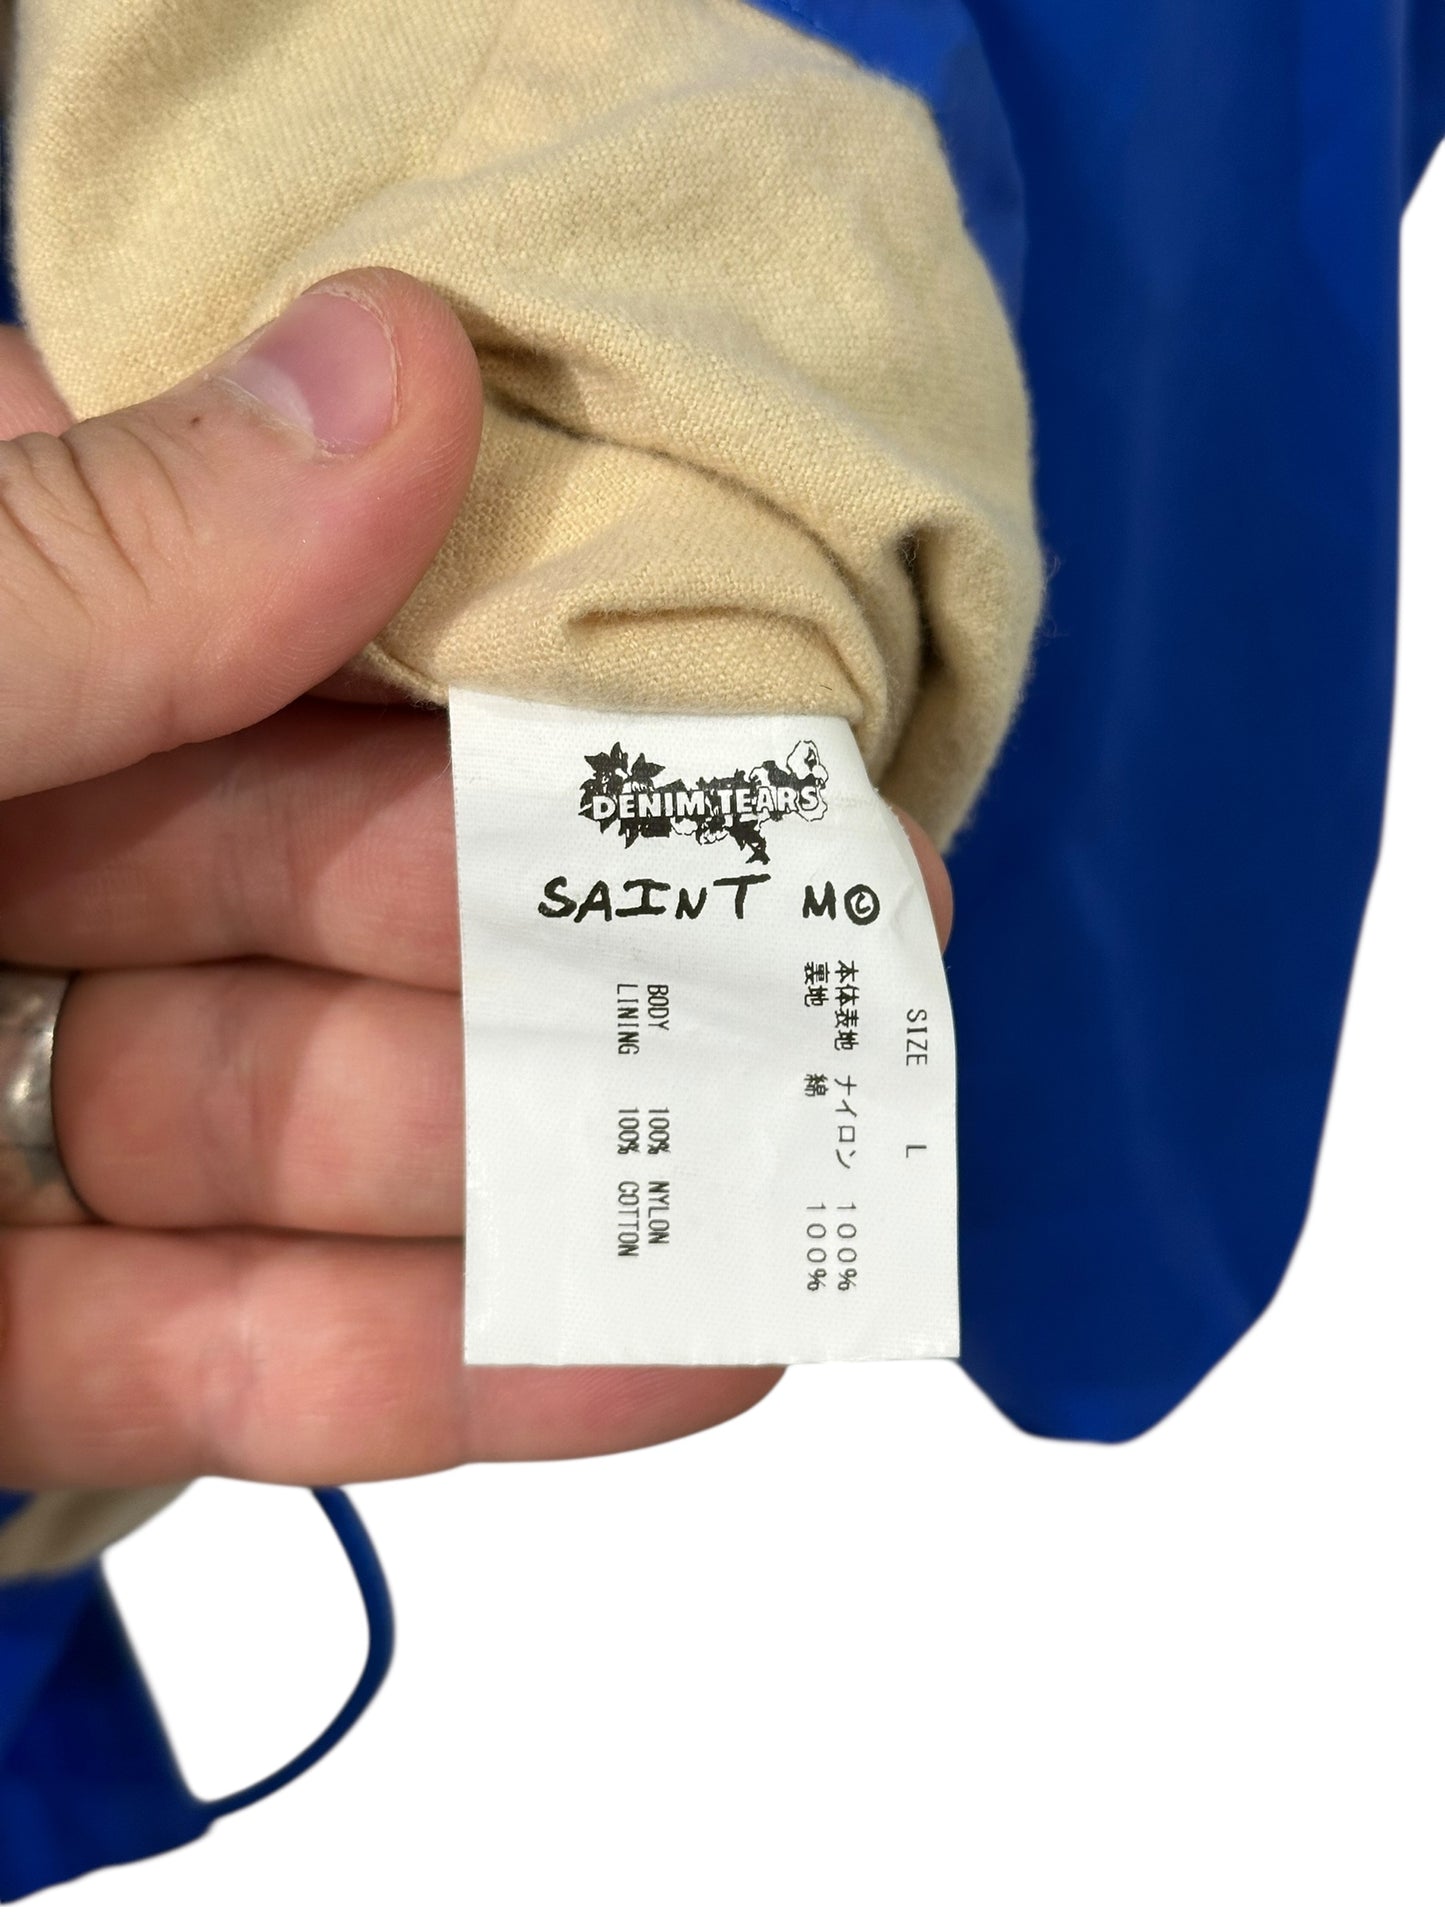 DENIM TEARS
SAINT M©
SIZE L
本体表地 ナイロン 100%
裏地 綿 100%
BODY 100% NYLON
LINING 100% COTTON